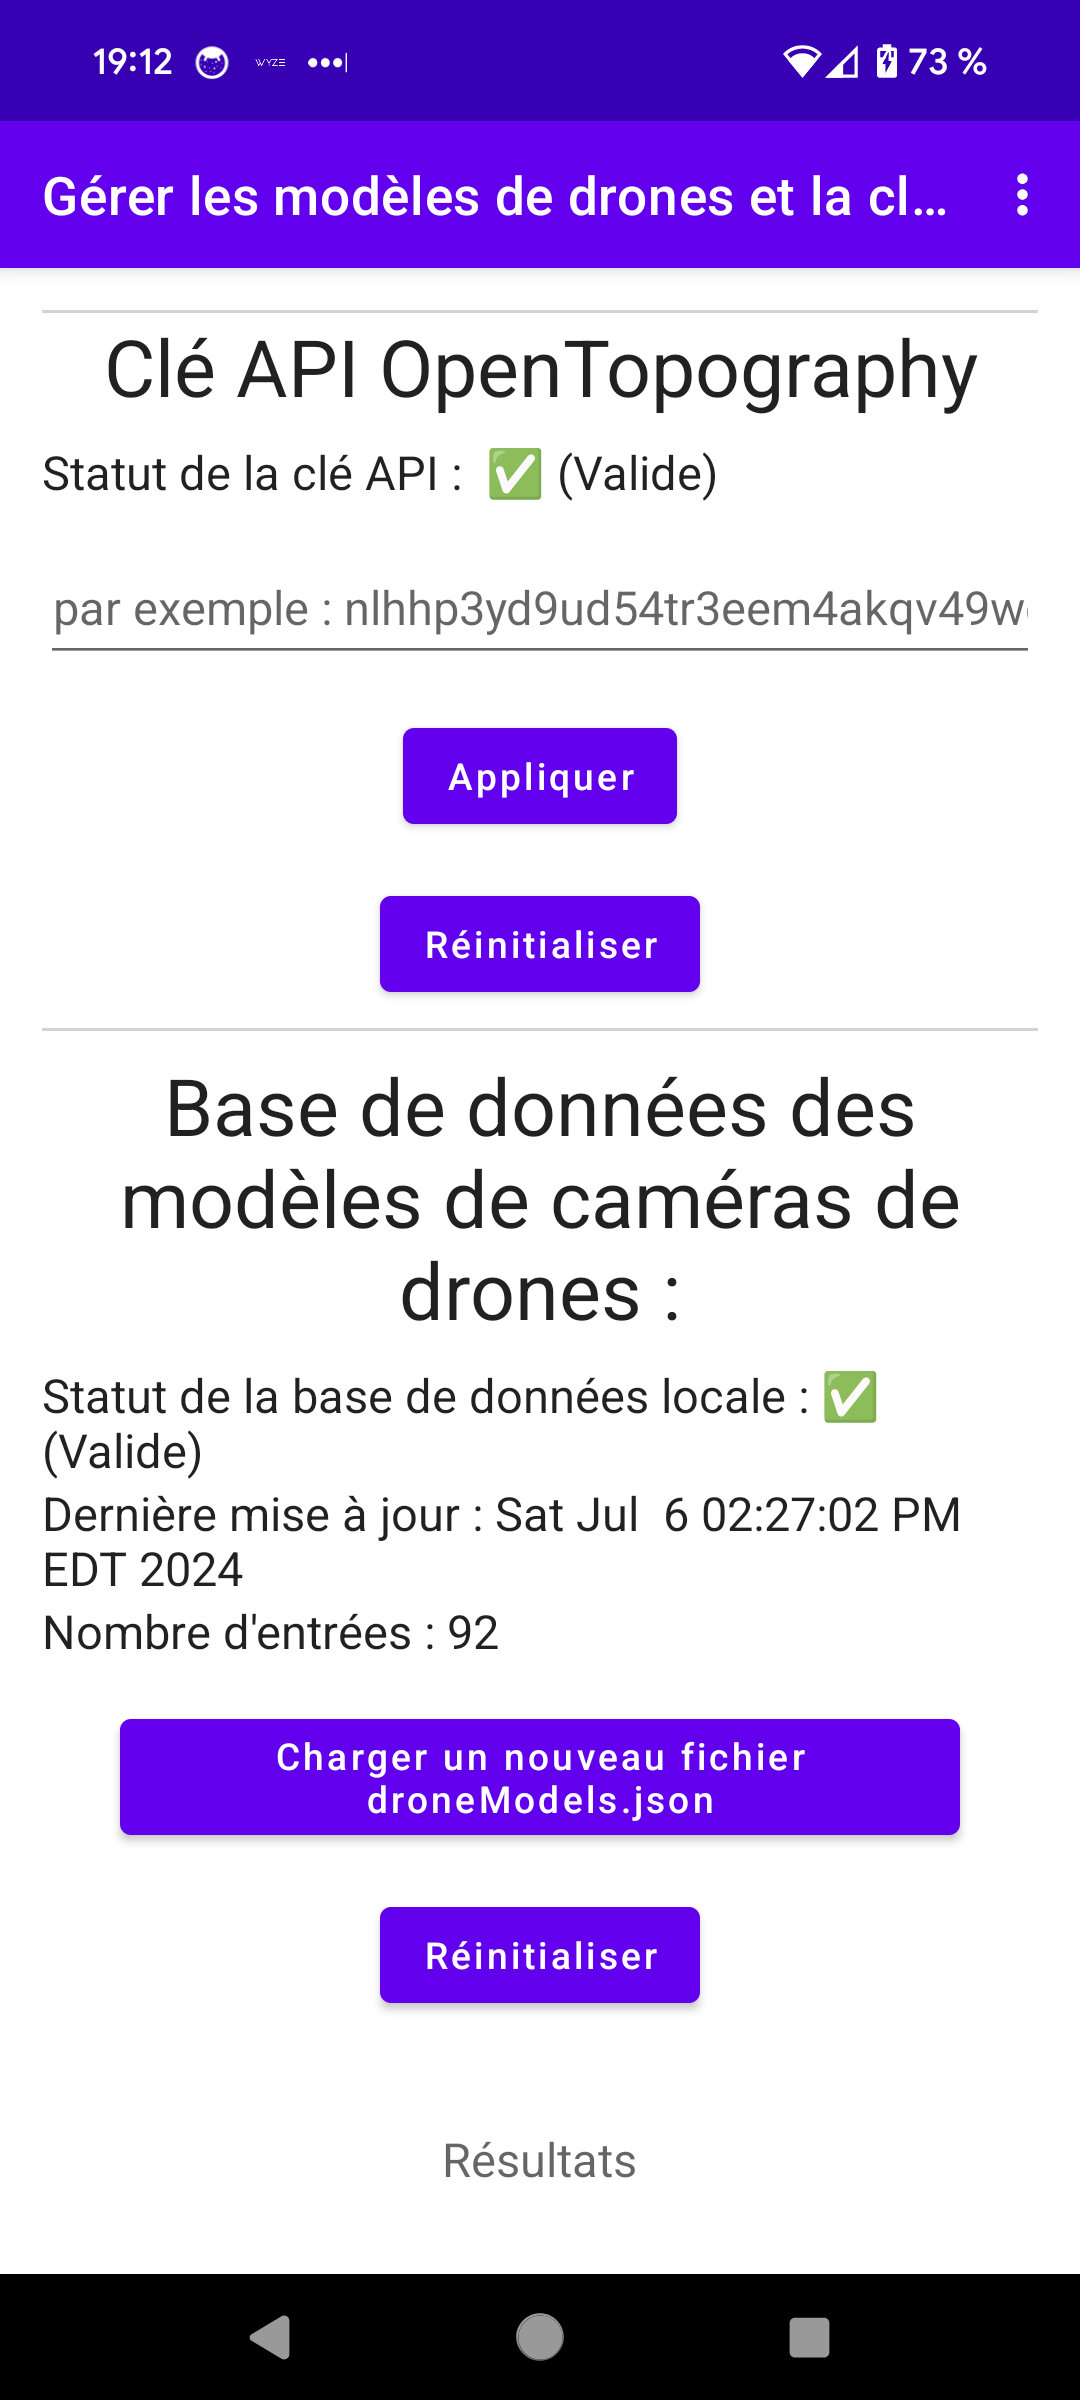 19:12 WYZE 73 %
Gérer les modèles de drones et la cl…
Clé API OpenTopography
Statut de la clé API : ✅ (Valide)
par exemple : nlhhp3yd9ud54tr3eem4akqv49w
Appliquer
Réinitialiser
Base de données des
modèles de caméras de
drones :
Statut de la base de données locale : ✅
(Valide)
Dernière mise à jour : Sat Jul  6 02:27:02 PM
EDT 2024
Nombre d'entrées : 92
Charger un nouveau fichier
droneModels.json
Réinitialiser
Résultats